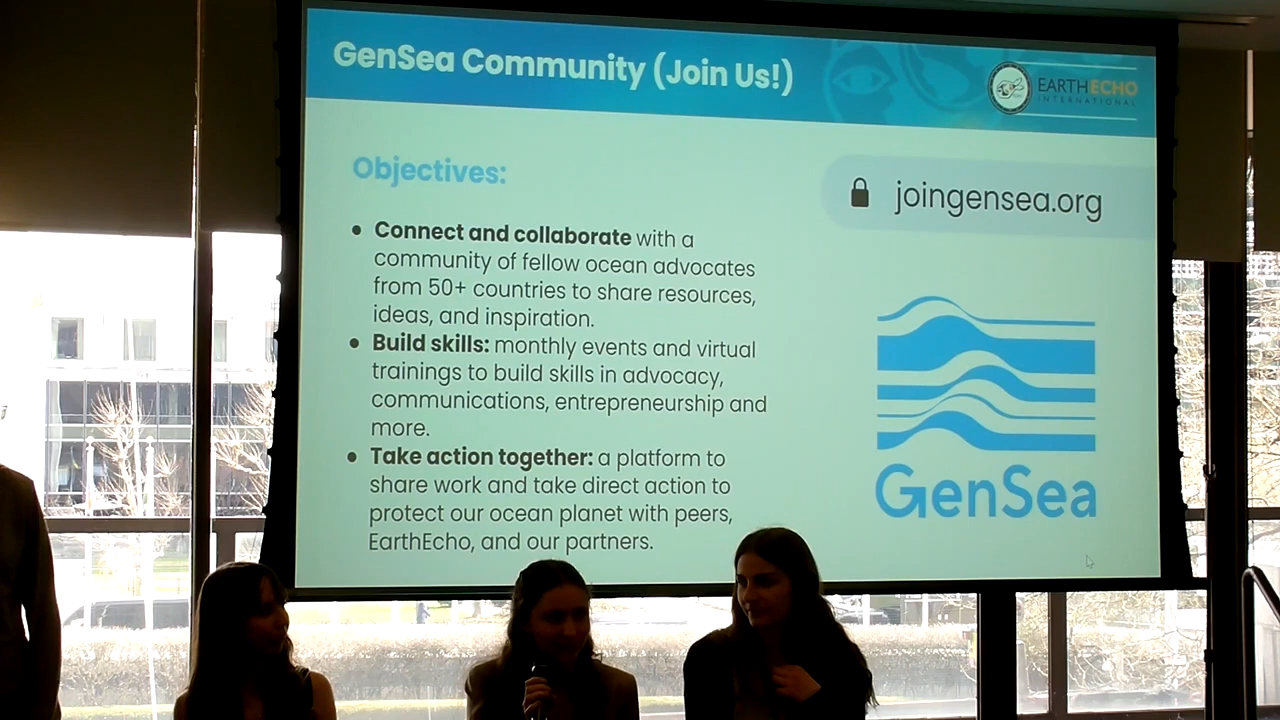 GenSea Community (Join Us!)
EARTHECHO
INTERNATIONAL
Objectives:
joingensea.org
• Connect and collaborate with a
community of fellow ocean advocates
from 50+ countries to share resources,
ideas, and inspiration.
• Build skills: monthly events and virtual
trainings to build skills in advocacy,
communications, entrepreneurship and
more.
• Take action together: a platform to
share work and take direct action to
protect our ocean planet with peers,
EarthEcho, and our partners.
GenSea